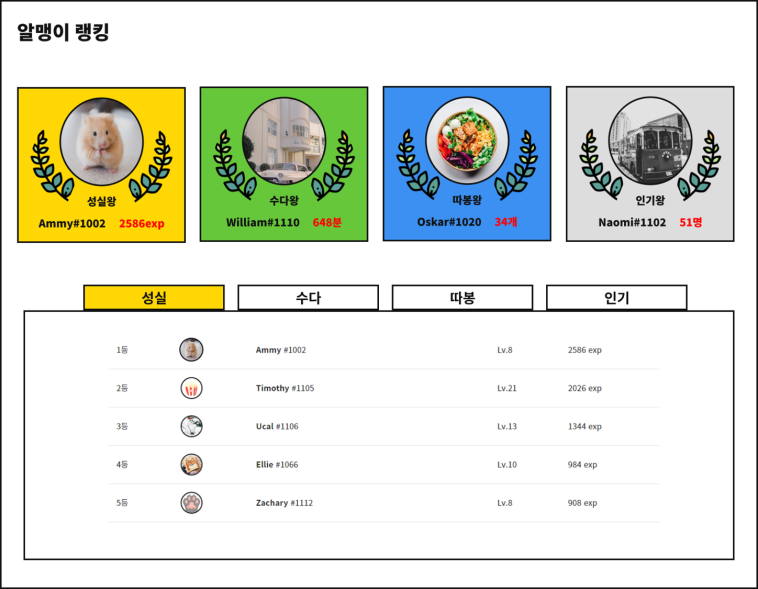 알맹이 랭킹
성실왕
Ammy#1002 2586exp
수다왕
William#1110 648분
따봉왕
Oskar#1020 34개
인기왕
Naomi#1102 51명
성실 수다 따봉 인기
1등 Ammy #1002 Lv.8 2586 exp
2등 Timothy #1105 Lv.21 2026 exp
3등 Ucal #1106 Lv.13 1344 exp
4등 Ellie #1066 Lv.10 984 exp
5등 Zachary #1112 Lv.8 908 exp